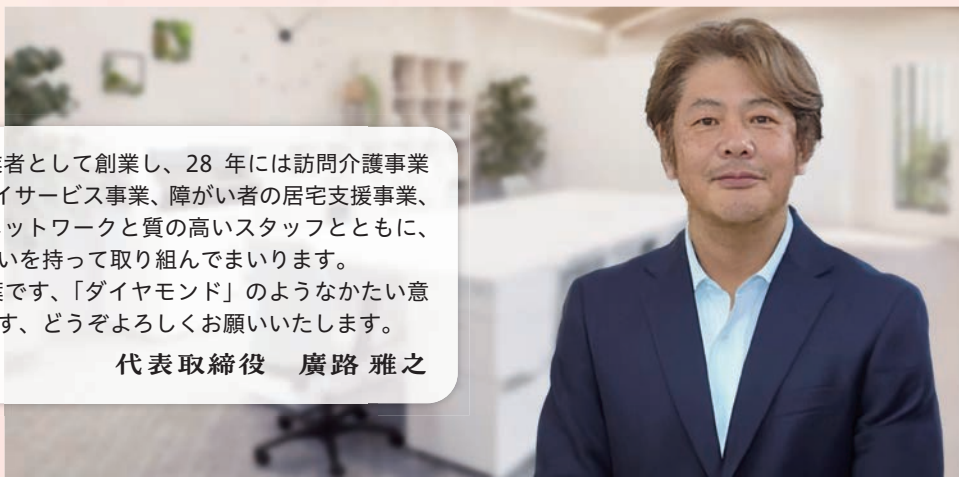 業者として創業し、28 年には訪問介護事業
イサービス事業、障がい者の居宅支援事業、
ネットワークと質の高いスタッフとともに、
いを持って取り組んでまいります。
葉です、「ダイヤモンド」のようなかたい意
す、どうぞよろしくお願いいたします。
代表取締役 廣路 雅之